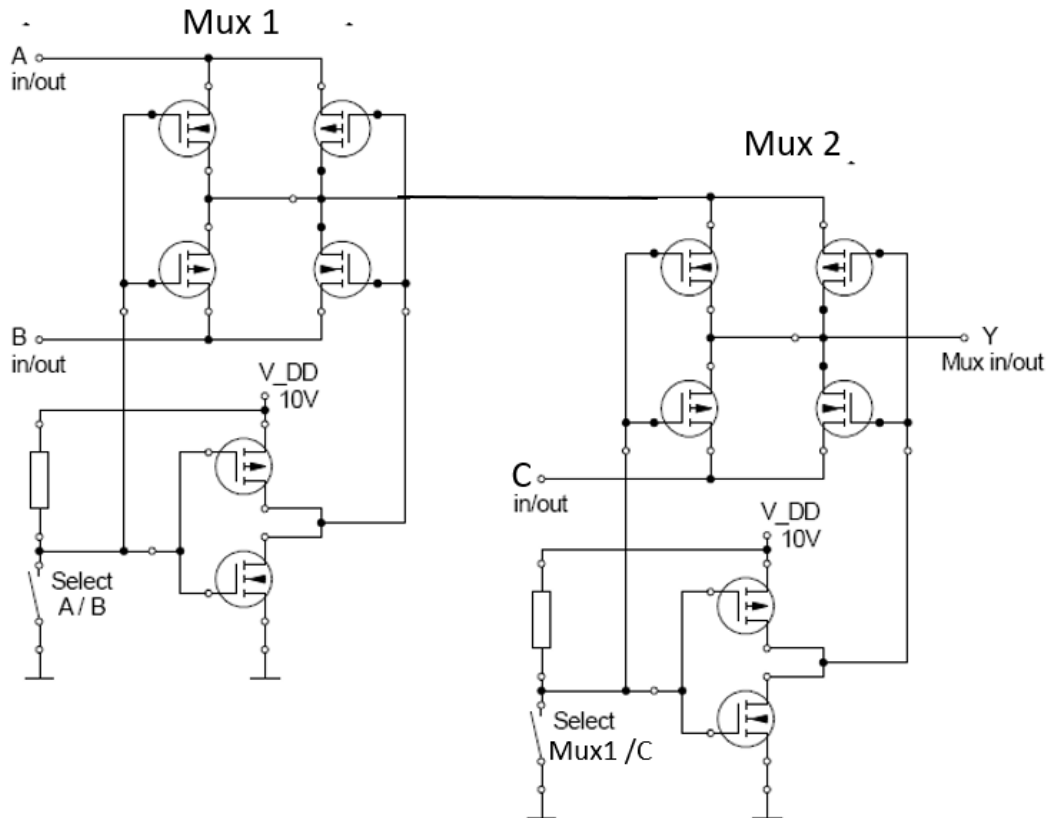 Mux 1
A
in/out
Mux 2
B
in/out
Y
Mux in/out
V_DD
10V
C
in/out
V_DD
10V
Select
A / B
Select
Mux1 /C